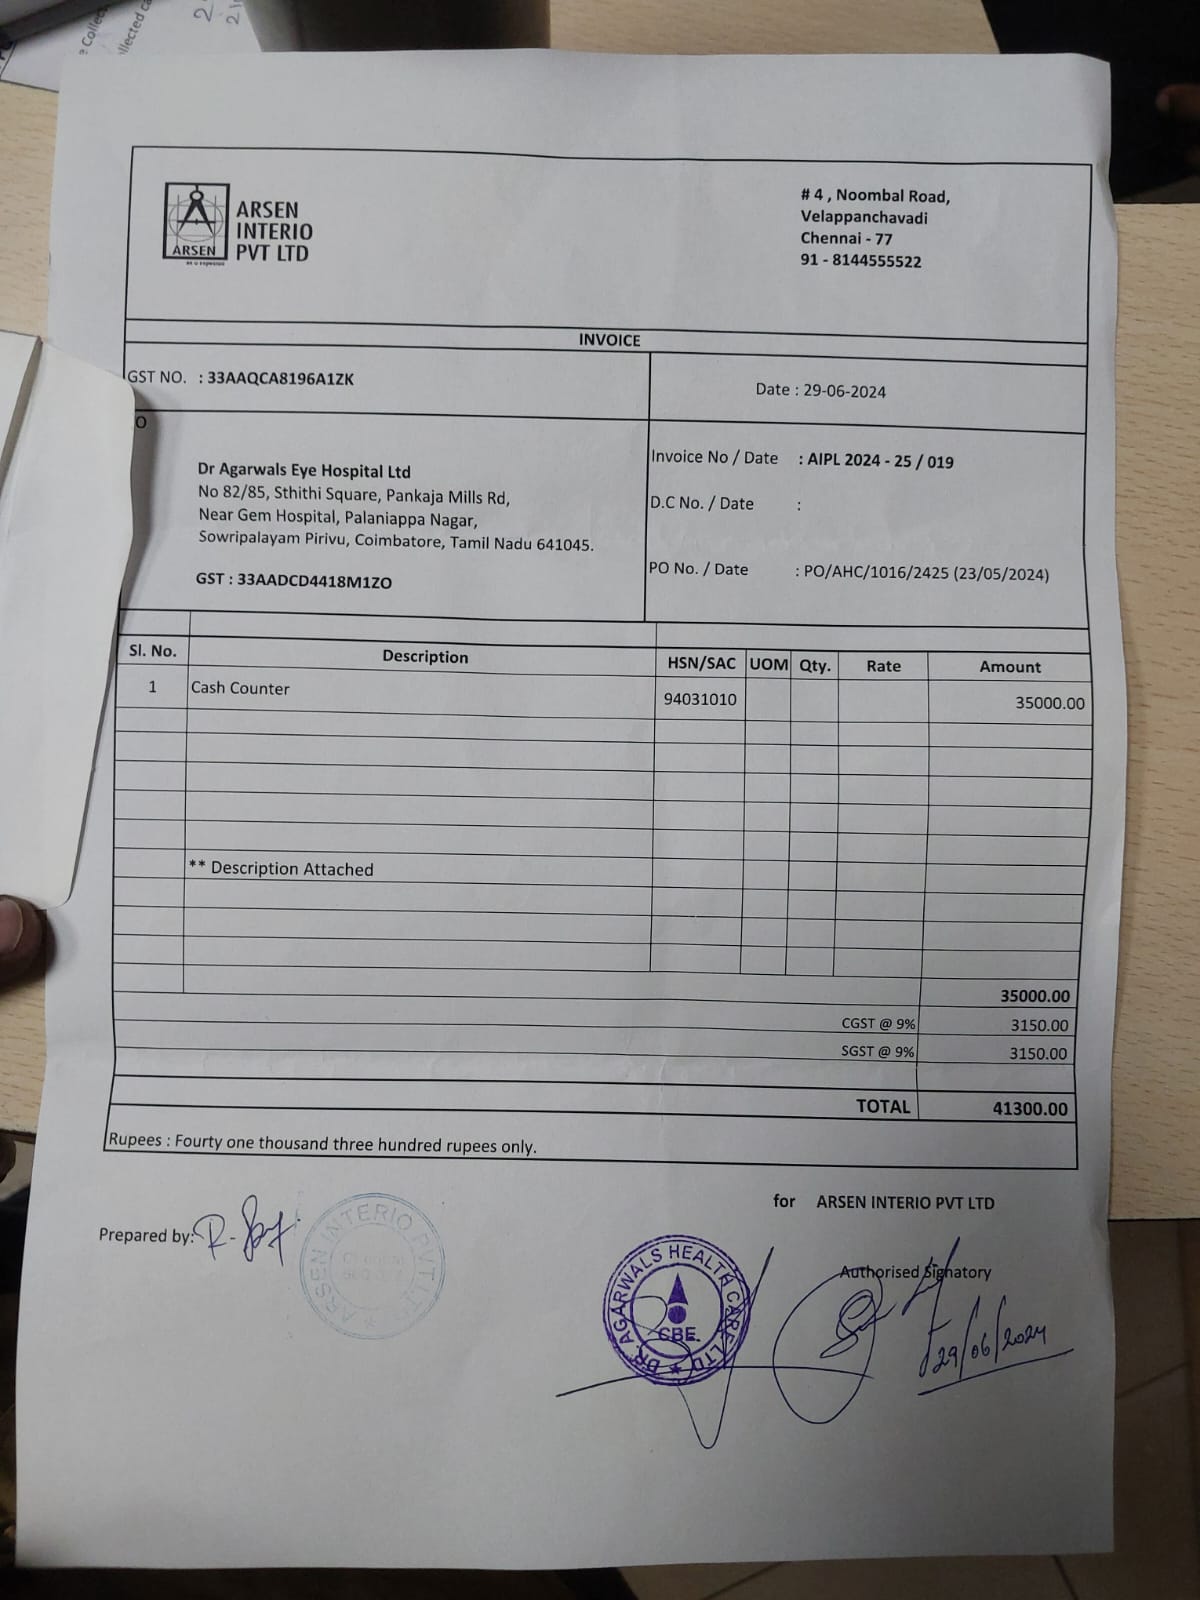 e Collec
llected ca
ARSEN
INTERIO
PVT LTD
ARSEN
# 4 , Noombal Road,
Velappanchavadi
Chennai - 77
91 - 8144555522
INVOICE
GST NO. : 33AAQCA8196A1ZK
Date : 29-06-2024
O
Dr Agarwals Eye Hospital Ltd
No 82/85, Sthithi Square, Pankaja Mills Rd,
Near Gem Hospital, Palaniappa Nagar,
Sowripalayam Pirivu, Coimbatore, Tamil Nadu 641045.
GST : 33AADCD4418M1ZO
Invoice No / Date : AIPL 2024 - 25 / 019
D.C No. / Date :
PO No. / Date : PO/AHC/1016/2425 (23/05/2024)
Sl. No. Description HSN/SAC UOM Qty. Rate Amount
1 Cash Counter 94031010 35000.00
** Description Attached
35000.00
CGST @ 9% 3150.00
SGST @ 9% 3150.00
TOTAL 41300.00
Rupees : Fourty one thousand three hundred rupees only.
for ARSEN INTERIO PVT LTD
Prepared by:
ARSEN INTERIO PVT.LTD.
DR. AGARWALS HEALTH CARE LTD
CBE.
Authorised Signatory
29/06/2024